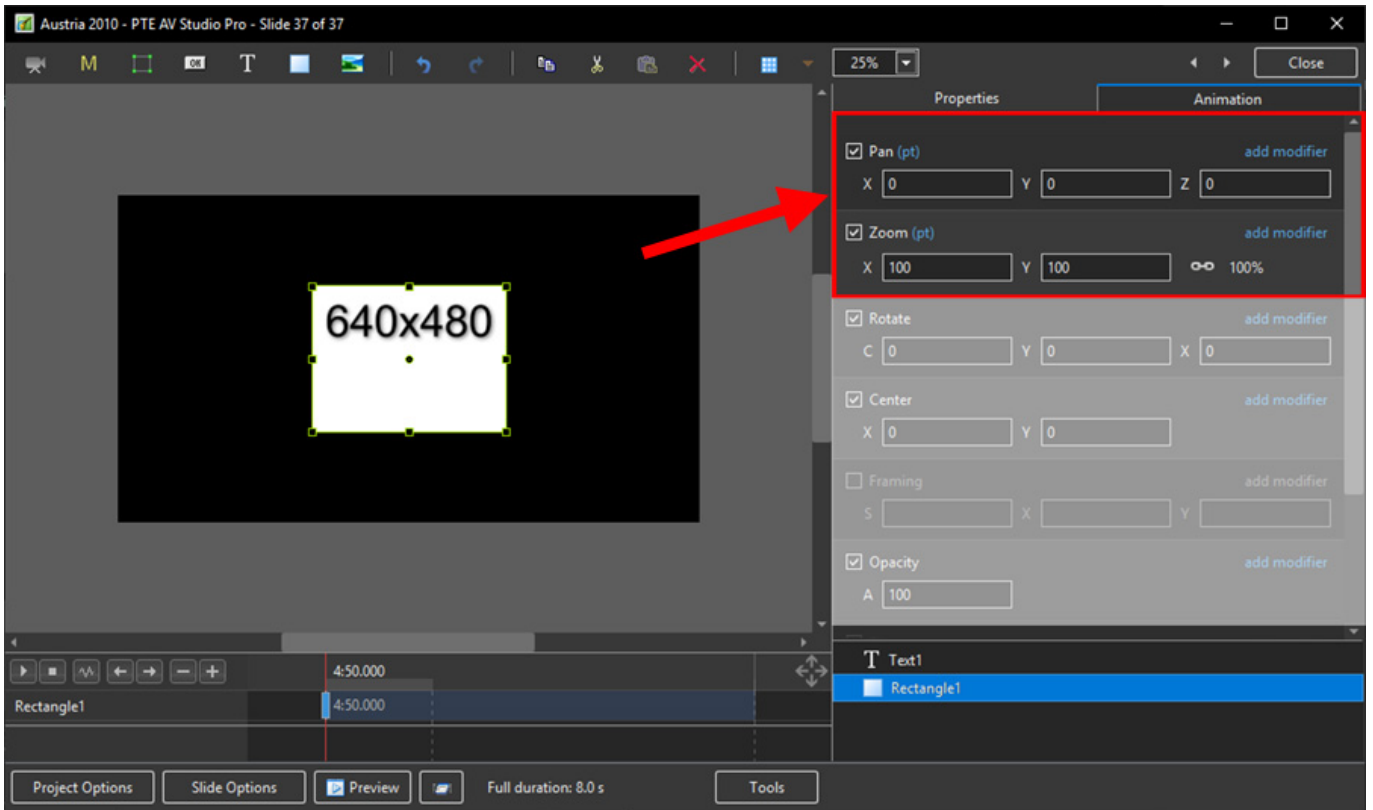 Austria 2010 - PTE AV Studio Pro - Slide 37 of 37
M OK T 25% Close
Properties Animation
Pan (pt) add modifier
X 0 Y 0 Z 0
Zoom (pt) add modifier
X 100 Y 100 100%
640x480
Rotate add modifier
C 0 Y 0 X 0
Center add modifier
X 0 Y 0
Framing add modifier
S X Y
Opacity add modifier
A 100
4:50.000
Rectangle1 4:50.000
T Text1
Rectangle1
Project Options Slide Options Preview Full duration: 8.0 s Tools